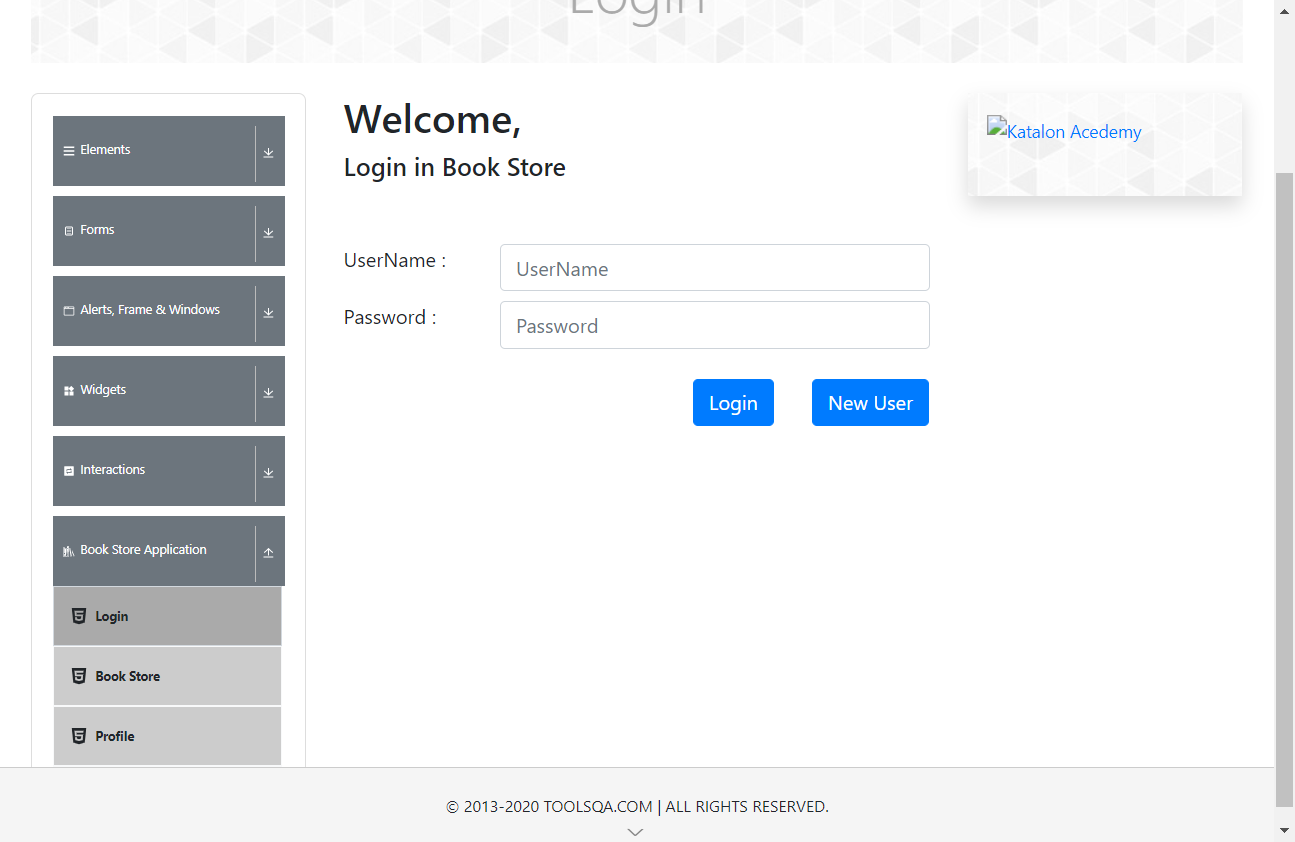 Login
Elements
Forms
Alerts, Frame & Windows
Widgets
Interactions
Book Store Application
Login
Book Store
Profile
Welcome,
Login in Book Store
UserName :
UserName
Password :
Password
Login
New User
Katalon Acedemy
© 2013-2020 TOOLSQA.COM | ALL RIGHTS RESERVED.